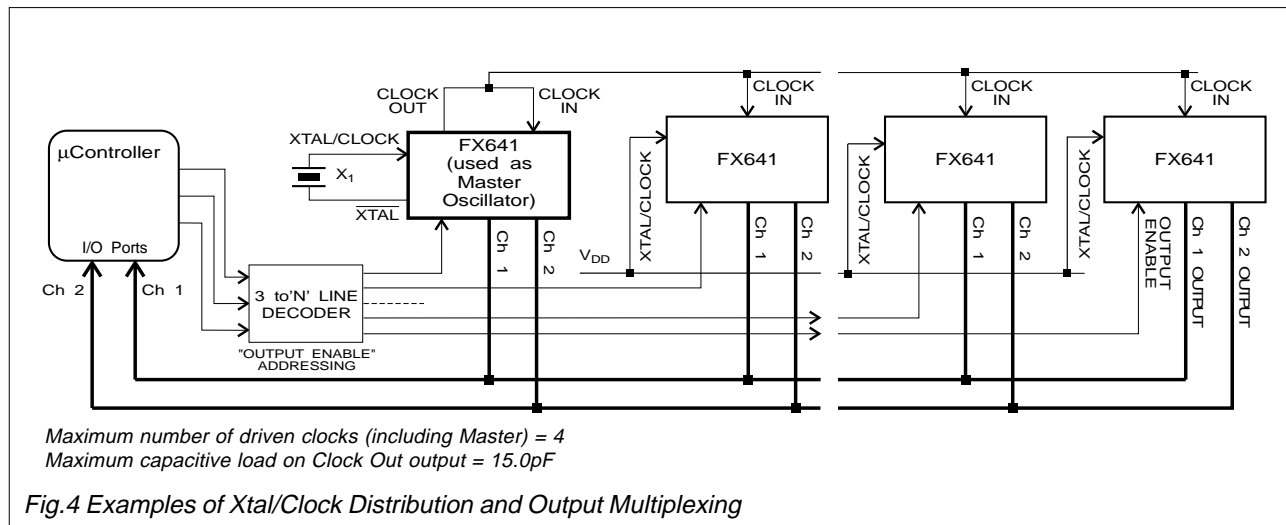 CLOCK OUT
CLOCK IN
CLOCK IN
CLOCK IN
CLOCK IN
µController
XTAL/CLOCK
X1
XTAL
FX641
(used as
Master
Oscillator)
XTAL/CLOCK
FX641
XTAL/CLOCK
FX641
XTAL/CLOCK
FX641
I/O Ports
Ch 2
Ch 1
3 to'N' LINE
DECODER
"OUTPUT ENABLE"
ADDRESSING
VDD
Ch 1
Ch 2
Ch 1
Ch 2
Ch 1
Ch 2
OUTPUT
ENABLE
Ch 1 OUTPUT
Ch 2 OUTPUT
Maximum number of driven clocks (including Master) = 4
Maximum capacitive load on Clock Out output = 15.0pF
Fig.4 Examples of Xtal/Clock Distribution and Output Multiplexing